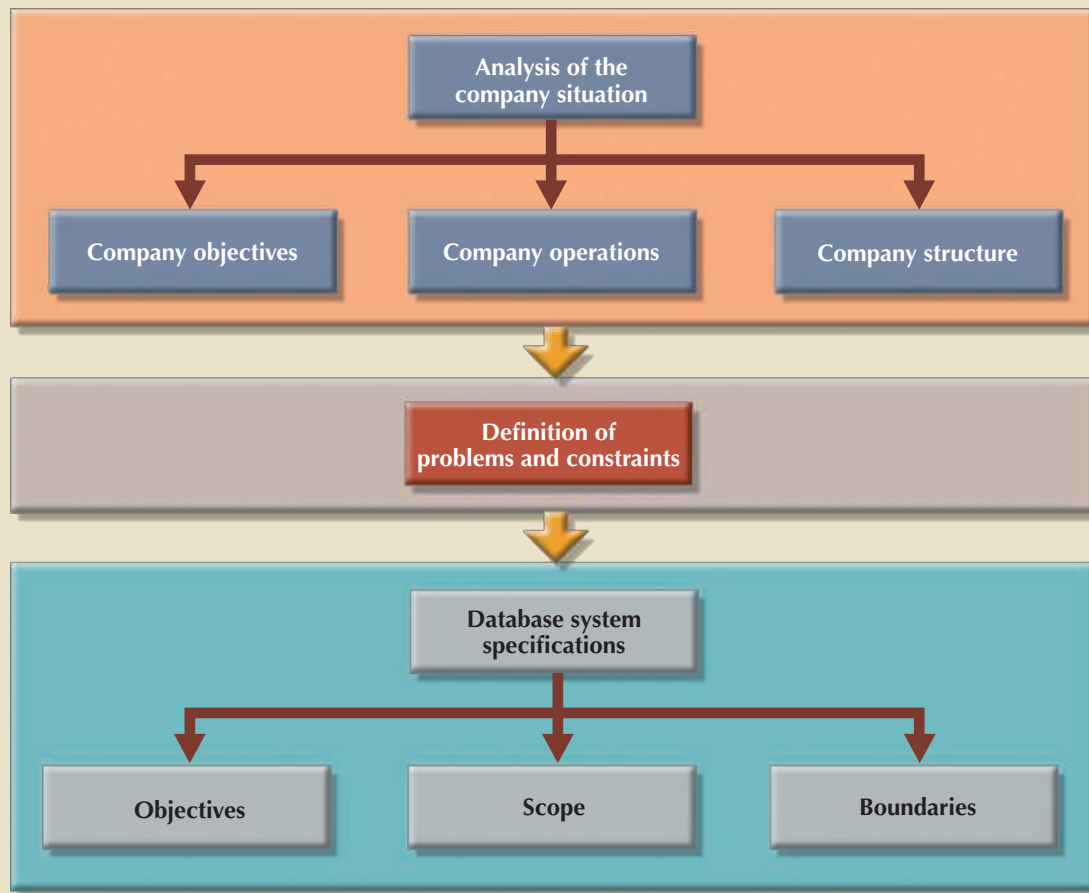 Analysis of the
company situation
Company objectives
Company operations
Company structure
Definition of
problems and constraints
Database system
specifications
Objectives
Scope
Boundaries